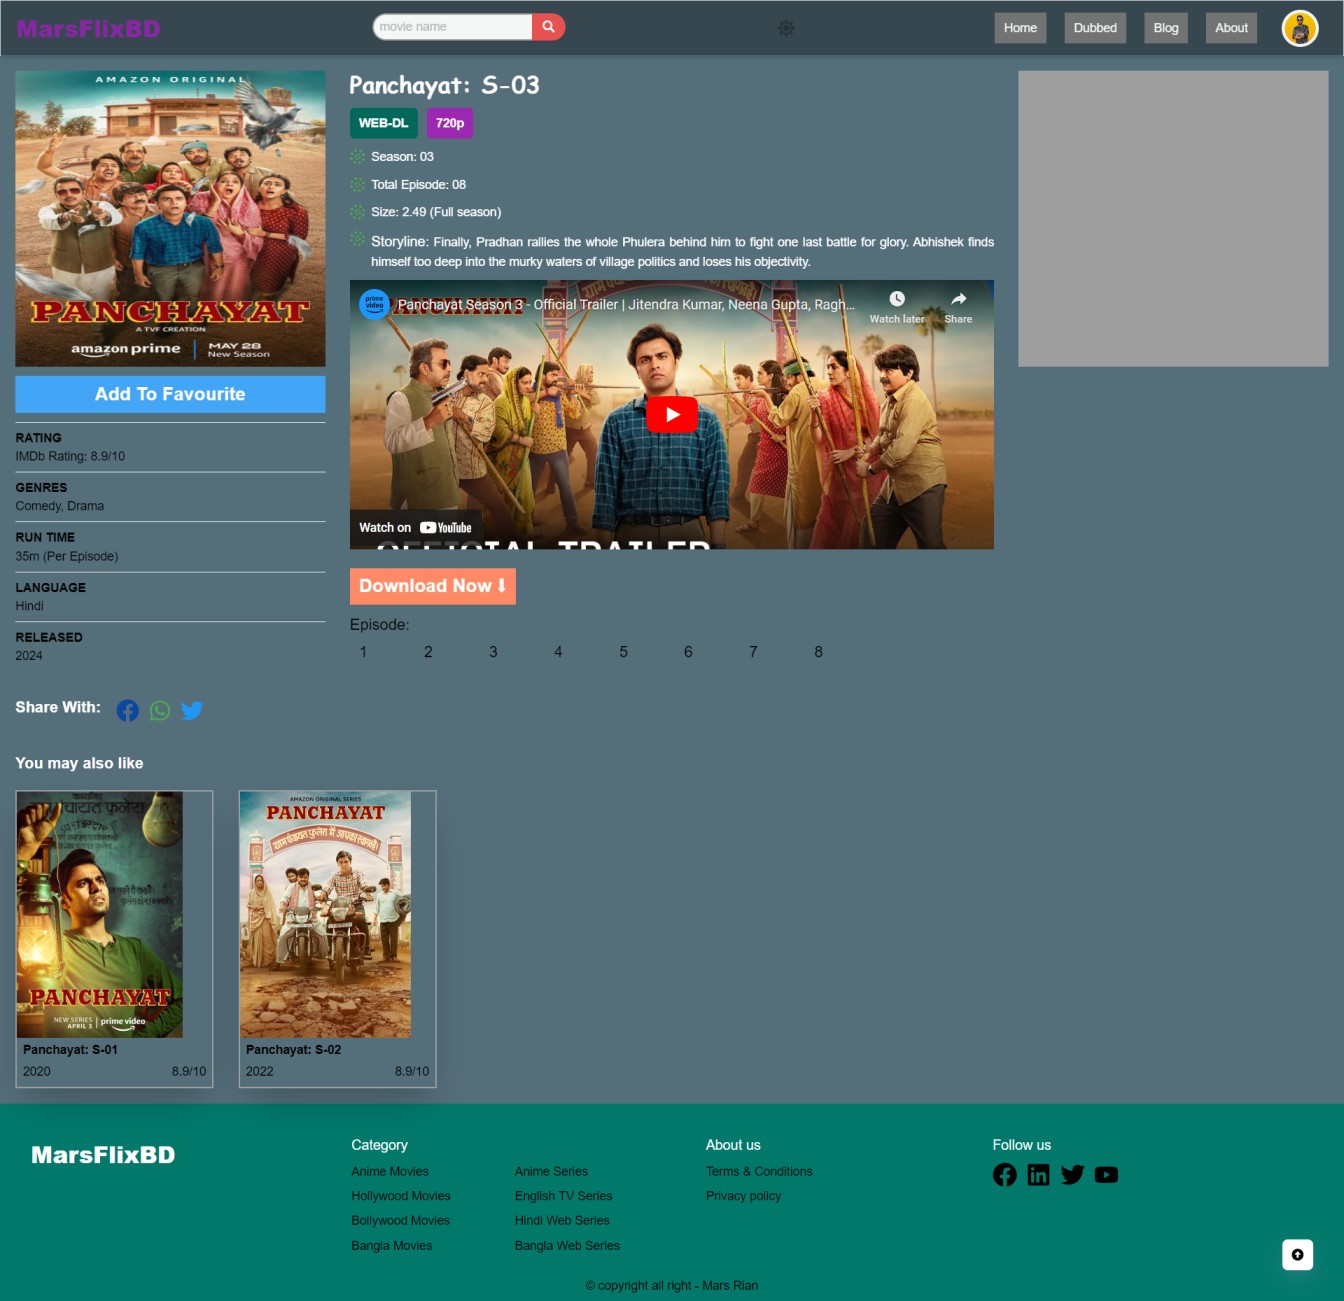 MarsFlixBD
movie name
Home
Dubbed
Blog
About
AMAZON ORIGINAL
PANCHAYAT
A TVF CREATION
amazon prime
MAY 28
New Season
Add To Favourite
RATING
IMDb Rating: 8.9/10
GENRES
Comedy, Drama
RUN TIME
35m (Per Episode)
LANGUAGE
Hindi
RELEASED
2024
Panchayat: S-03
WEB-DL
720p
Season: 03
Total Episode: 08
Size: 2.49 (Full season)
Storyline: Finally, Pradhan rallies the whole Phulera behind him to fight one last battle for glory. Abhishek finds
himself too deep into the murky waters of village politics and loses his objectivity.
prime
video
Panchayat Season 3 - Official Trailer | Jitendra Kumar, Neena Gupta, Ragh...
Watch later
Share
Watch on YouTube
OFFICIAL TRAILER
Download Now
Episode:
1 2 3 4 5 6 7 8
Share With:
You may also like
PANCHAYAT
NEW SERIES
APRIL 3
prime video
Panchayat: S-01
2020 8.9/10
AMAZON ORIGINAL SERIES
PANCHAYAT
ग्राम पंचायत फुलेरा में आपका स्वागत है
Panchayat: S-02
2022 8.9/10
MarsFlixBD
Category
Anime Movies
Hollywood Movies
Bollywood Movies
Bangla Movies
Anime Series
English TV Series
Hindi Web Series
Bangla Web Series
About us
Terms & Conditions
Privacy policy
Follow us
© copyright all right - Mars Rian